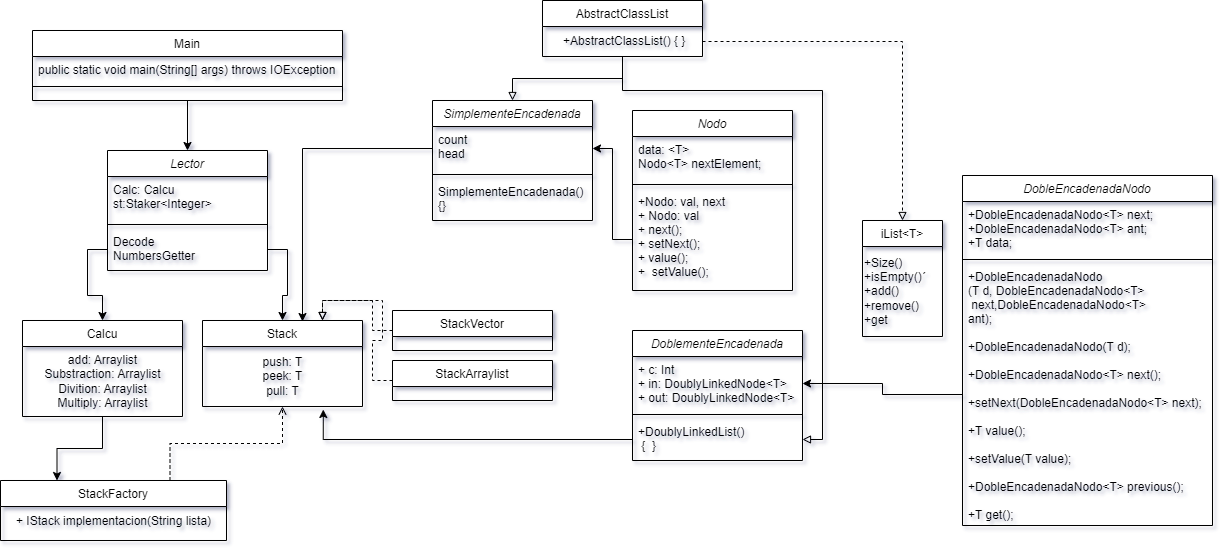 AbstractClassList
+AbstractClassList() { }
Main
public static void main(String[] args) throws IOException
Lector
Calc: Calcu
st:Staker<Integer>
Decode
NumbersGetter
SimplementeEncadenada
count
head
SimplementeEncadenada()
{}
Nodo
data: <T>
Nodo<T> nextElement;
+Nodo: val, next
+ Nodo: val
+ next();
+ setNext();
+ value();
+ setValue();
iList<T>
+Size()
+isEmpty()´
+add()
+remove()
+get
DobleEncadenadaNodo
+DobleEncadenadaNodo<T> next;
+DobleEncadenadaNodo<T> ant;
+T data;
+DobleEncadenadaNodo
(T d, DobleEncadenadaNodo<T>
next,DobleEncadenadaNodo<T>
ant);
+DobleEncadenadaNodo(T d);
+DobleEncadenadaNodo<T> next();
+setNext(DobleEncadenadaNodo<T> next);
+T value();
+setValue(T value);
+DobleEncadenadaNodo<T> previous();
+T get();
Calcu
add: Arraylist
Substraction: Arraylist
Divition: Arraylist
Multiply: Arraylist
Stack
push: T
peek: T
pull: T
StackVector
StackArraylist
DoblementeEncadenada
+ c: Int
+ in: DoublyLinkedNode<T>
+ out: DoublyLinkedNode<T>
+DoublyLinkedList()
{ }
StackFactory
+ IStack implementacion(String lista)